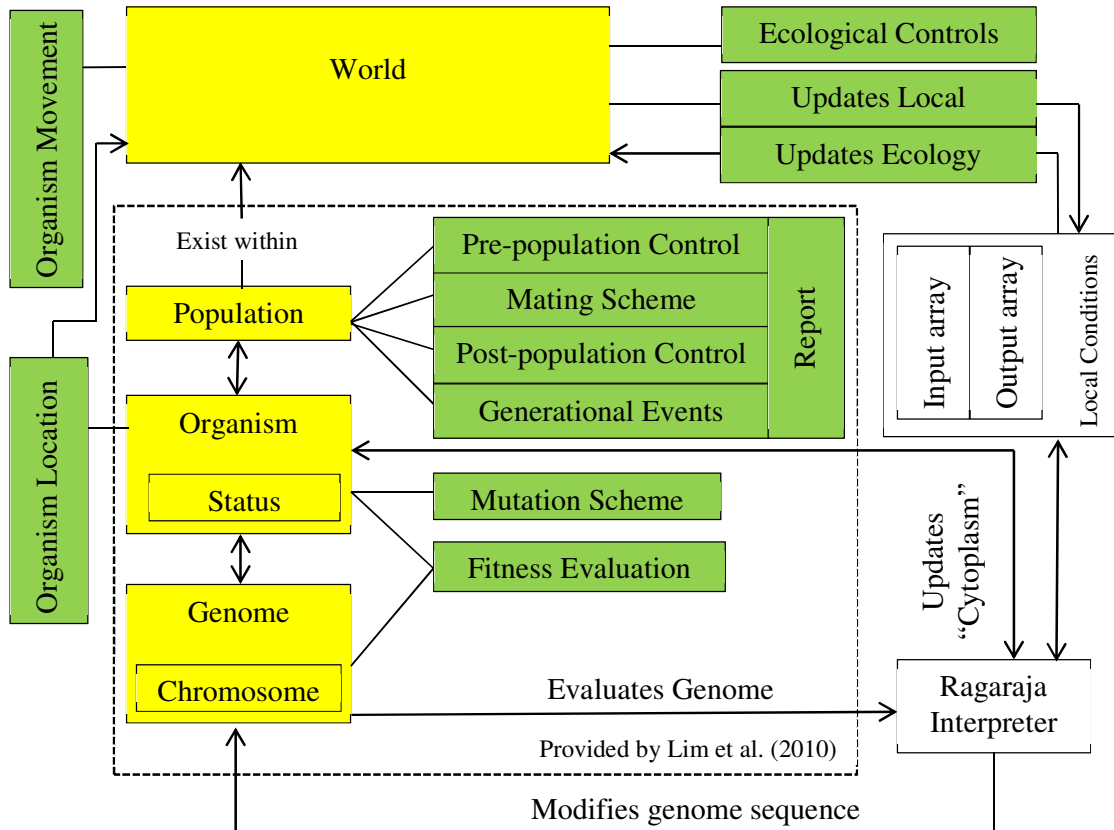 Organism Movement
World
Ecological Controls
Updates Local
Updates Ecology
Exist within
Population
Pre-population Control
Mating Scheme
Post-population Control
Generational Events
Report
Input array
Output array
Local Conditions
Organism Location
Organism
Status
Mutation Scheme
Fitness Evaluation
Updates
“Cytoplasm”
Genome
Chromosome
Evaluates Genome
Ragaraja
Interpreter
Provided by Lim et al. (2010)
Modifies genome sequence